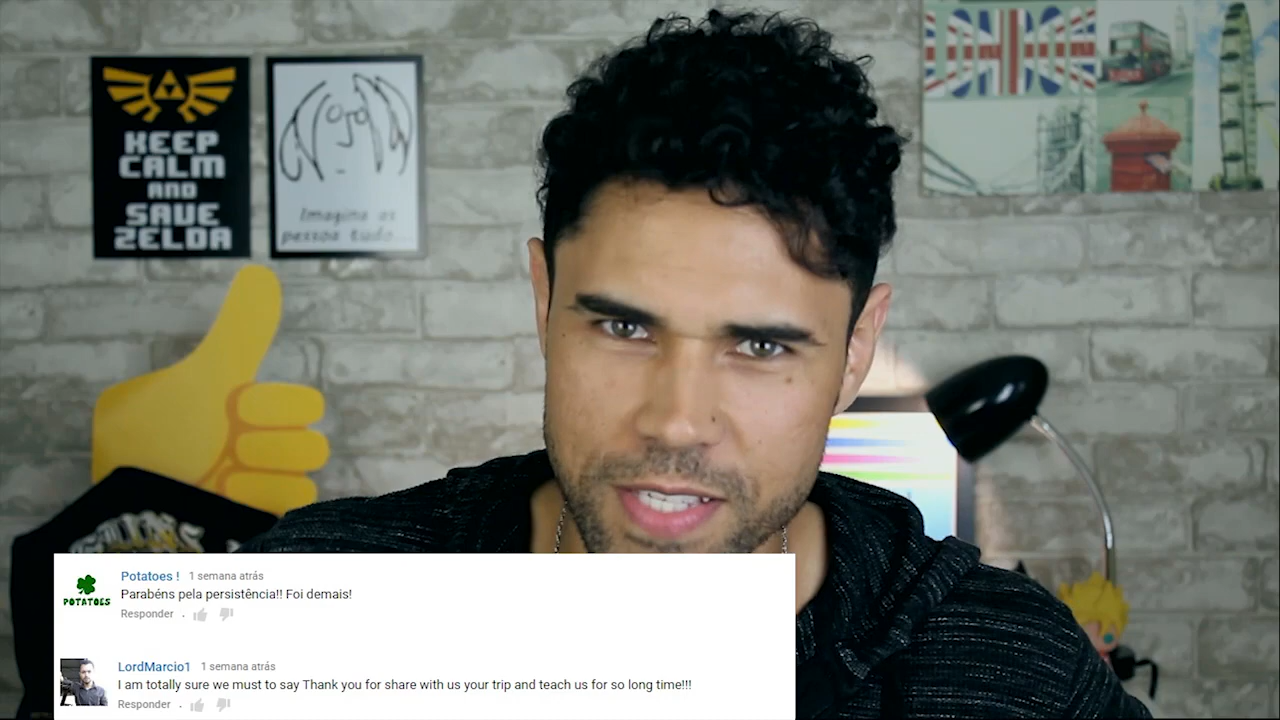 KEEP
CALM
AND
SAVE
ZELDA
Imagina as
pessoa tudo...
Potatoes ! 1 semana atrás
POTATOES
Parabéns pela persistência!! Foi demais!
Responder
LordMarcio1 1 semana atrás
I am totally sure we must to say Thank you for share with us your trip and teach us for so long time!!!
Responder